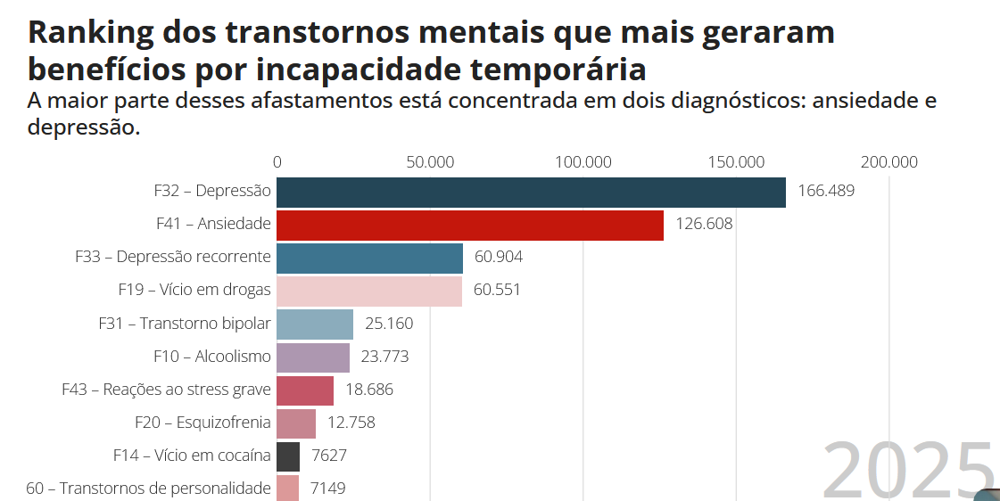 Ranking dos transtornos mentais que mais geraram
benefícios por incapacidade temporária
A maior parte desses afastamentos está concentrada em dois diagnósticos: ansiedade e
depressão.
0 50.000 100.000 150.000 200.000
F32 – Depressão 166.489
F41 – Ansiedade 126.608
F33 – Depressão recorrente 60.904
F19 – Vício em drogas 60.551
F31 – Transtorno bipolar 25.160
F10 – Alcoolismo 23.773
F43 – Reações ao stress grave 18.686
F20 – Esquizofrenia 12.758
F14 – Vício em cocaína 7627
60 – Transtornos de personalidade 7149
2025